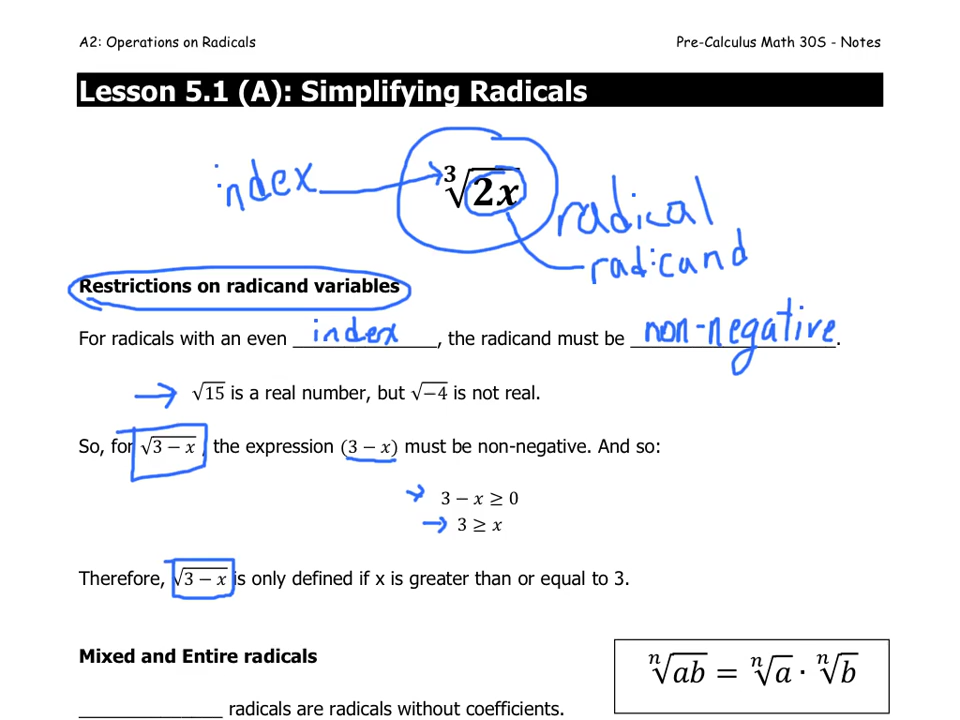 A2: Operations on Radicals Pre-Calculus Math 30S - Notes
Lesson 5.1 (A): Simplifying Radicals
index ∛2x radical
radicand
Restrictions on radicand variables
For radicals with an even index, the radicand must be non-negative.
√15 is a real number, but √−4 is not real.
So, for √3 − x, the expression (3 − x) must be non-negative. And so:
3 − x ≥ 0
3 ≥ x
Therefore, √3 − x is only defined if x is greater than or equal to 3.
Mixed and Entire radicals
ⁿ√ab = ⁿ√a · ⁿ√b
______________ radicals are radicals without coefficients.